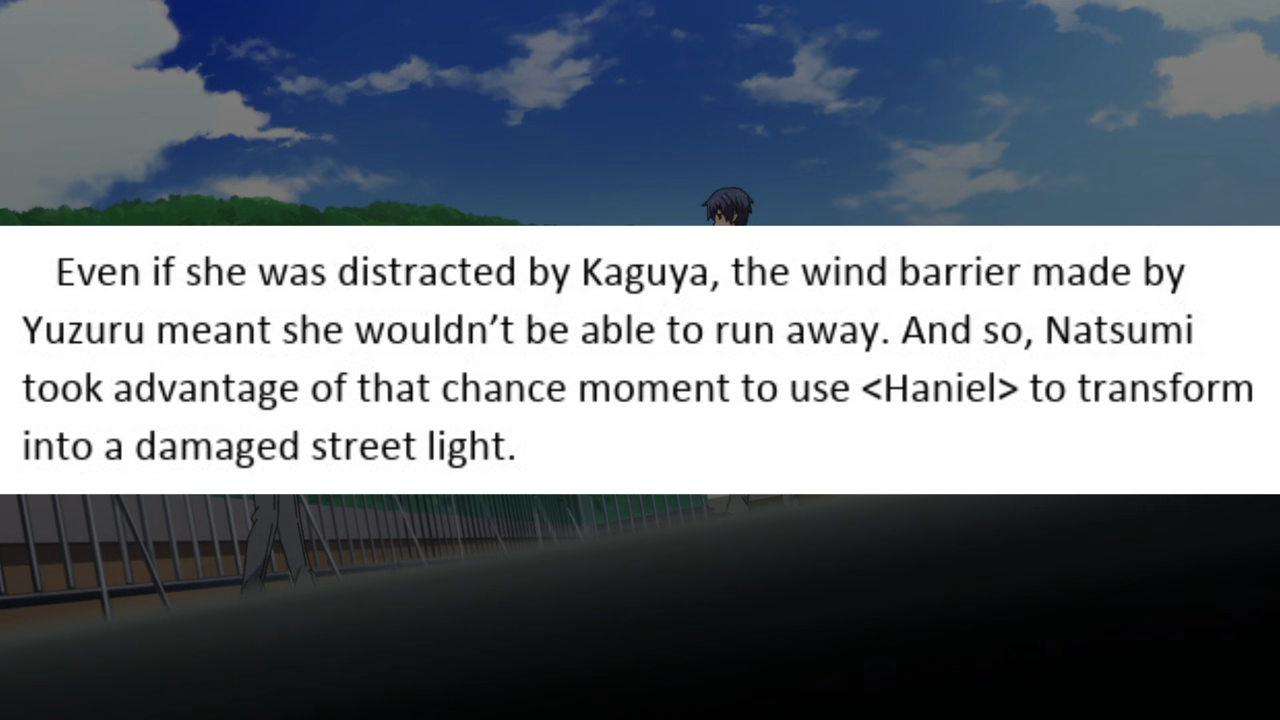 Even if she was distracted by Kaguya, the wind barrier made by
Yuzuru meant she wouldn’t be able to run away. And so, Natsumi
took advantage of that chance moment to use <Haniel> to transform
into a damaged street light.